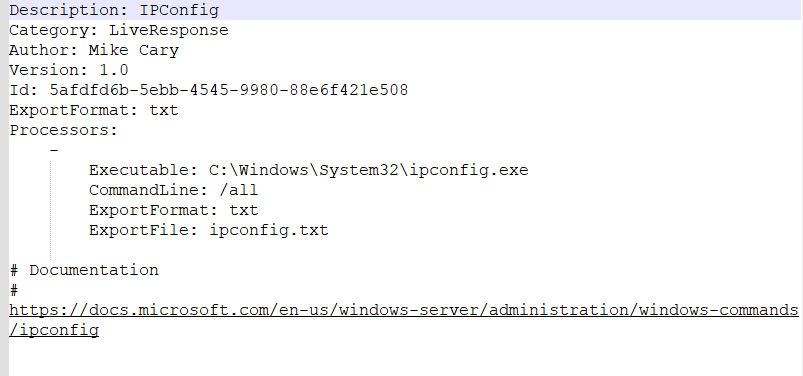 Description: IPConfig
Category: LiveResponse
Author: Mike Cary
Version: 1.0
Id: 5afdfd6b-5ebb-4545-9980-88e6f421e508
ExportFormat: txt
Processors:
    -
        Executable: C:\Windows\System32\ipconfig.exe
        CommandLine: /all
        ExportFormat: txt
        ExportFile: ipconfig.txt
# Documentation
#
https://docs.microsoft.com/en-us/windows-server/administration/windows-commands
/ipconfig